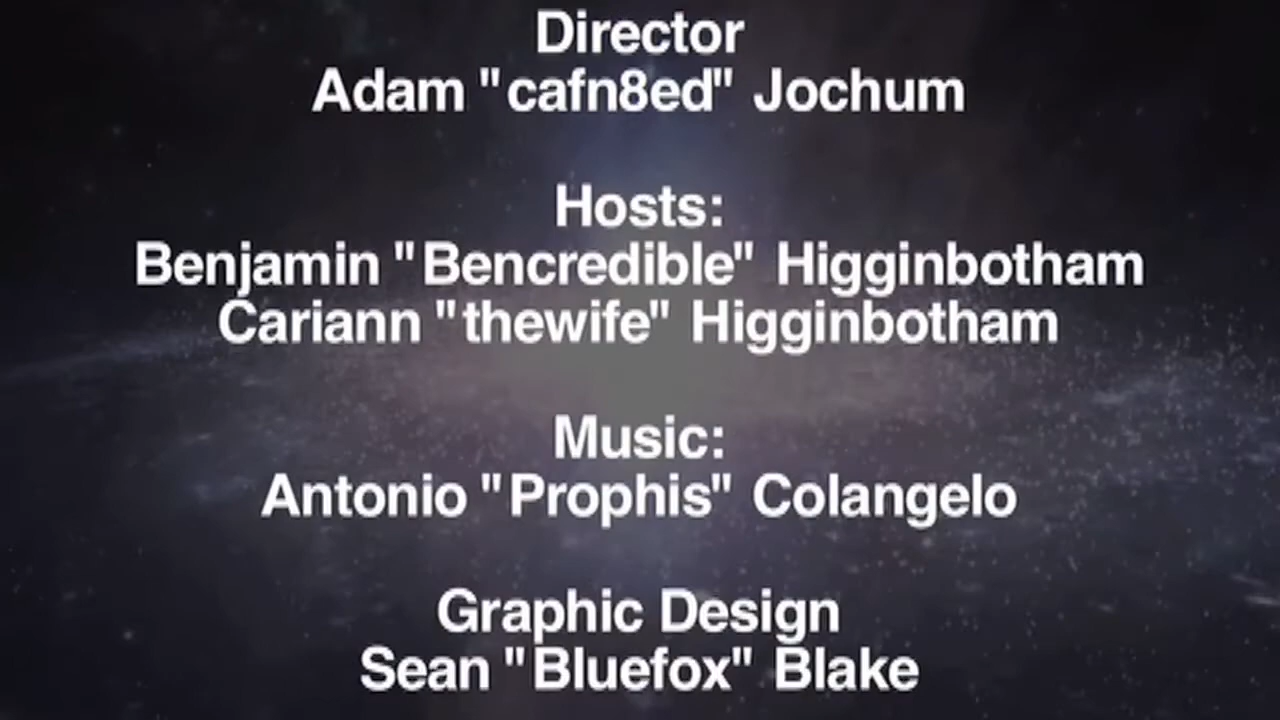 Director
Adam "cafn8ed" Jochum
Hosts:
Benjamin "Bencredible" Higginbotham
Cariann "thewife" Higginbotham
Music:
Antonio "Prophis" Colangelo
Graphic Design
Sean "Bluefox" Blake